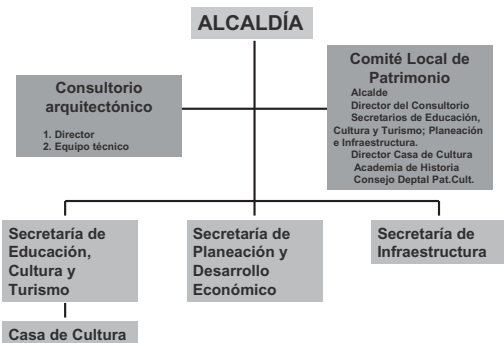 ALCALDÍA
Consultorio
arquitectónico
1. Director
2. Equipo técnico
Comité Local de
Patrimonio
Alcalde
Director del Consultorio
Secretarios de Educación,
Cultura y Turismo; Planeación
e Infraestructura.
Director Casa de Cultura
Academia de Historia
Consejo Deptal Pat.Cult.
Secretaría de
Educación,
Cultura y
Turismo
Secretaría de
Planeación y
Desarrollo
Económico
Secretaría de
Infraestructura
Casa de Cultura